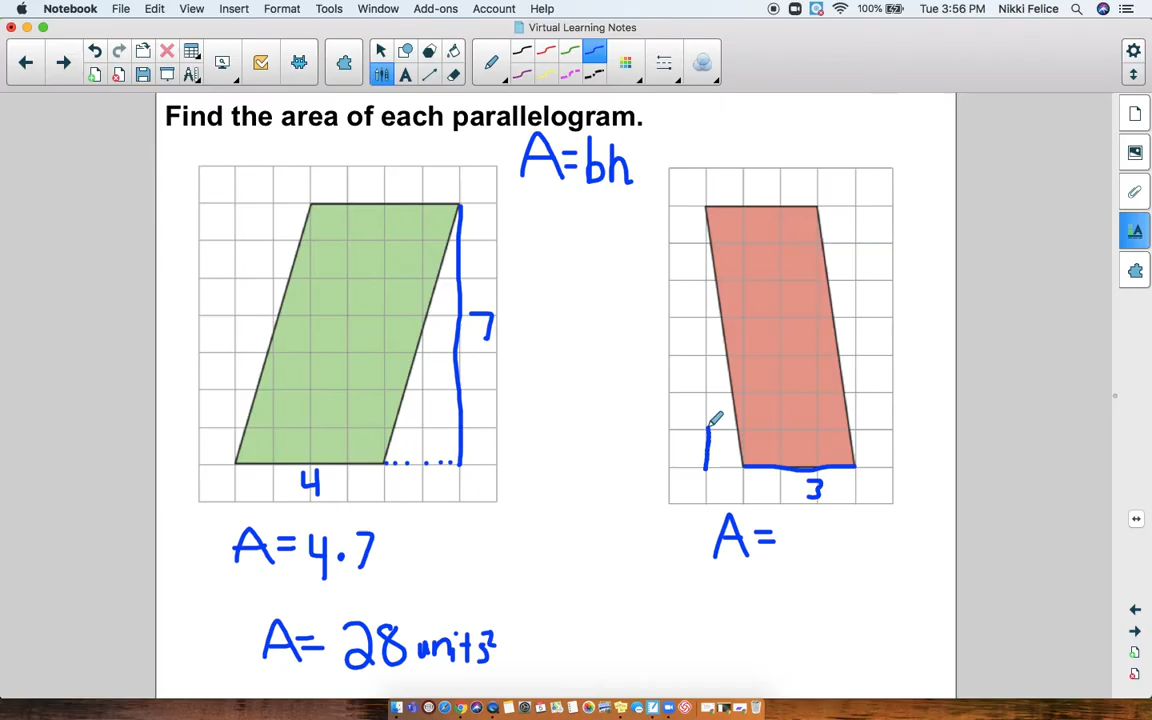 Notebook File Edit View Insert Format Tools Window Add-ons Account Help 100% Tue 3:56 PM Nikki Felice
Virtual Learning Notes
Find the area of each parallelogram.
A=bh
7
4
3
A=4.7
A=
A= 28 units²